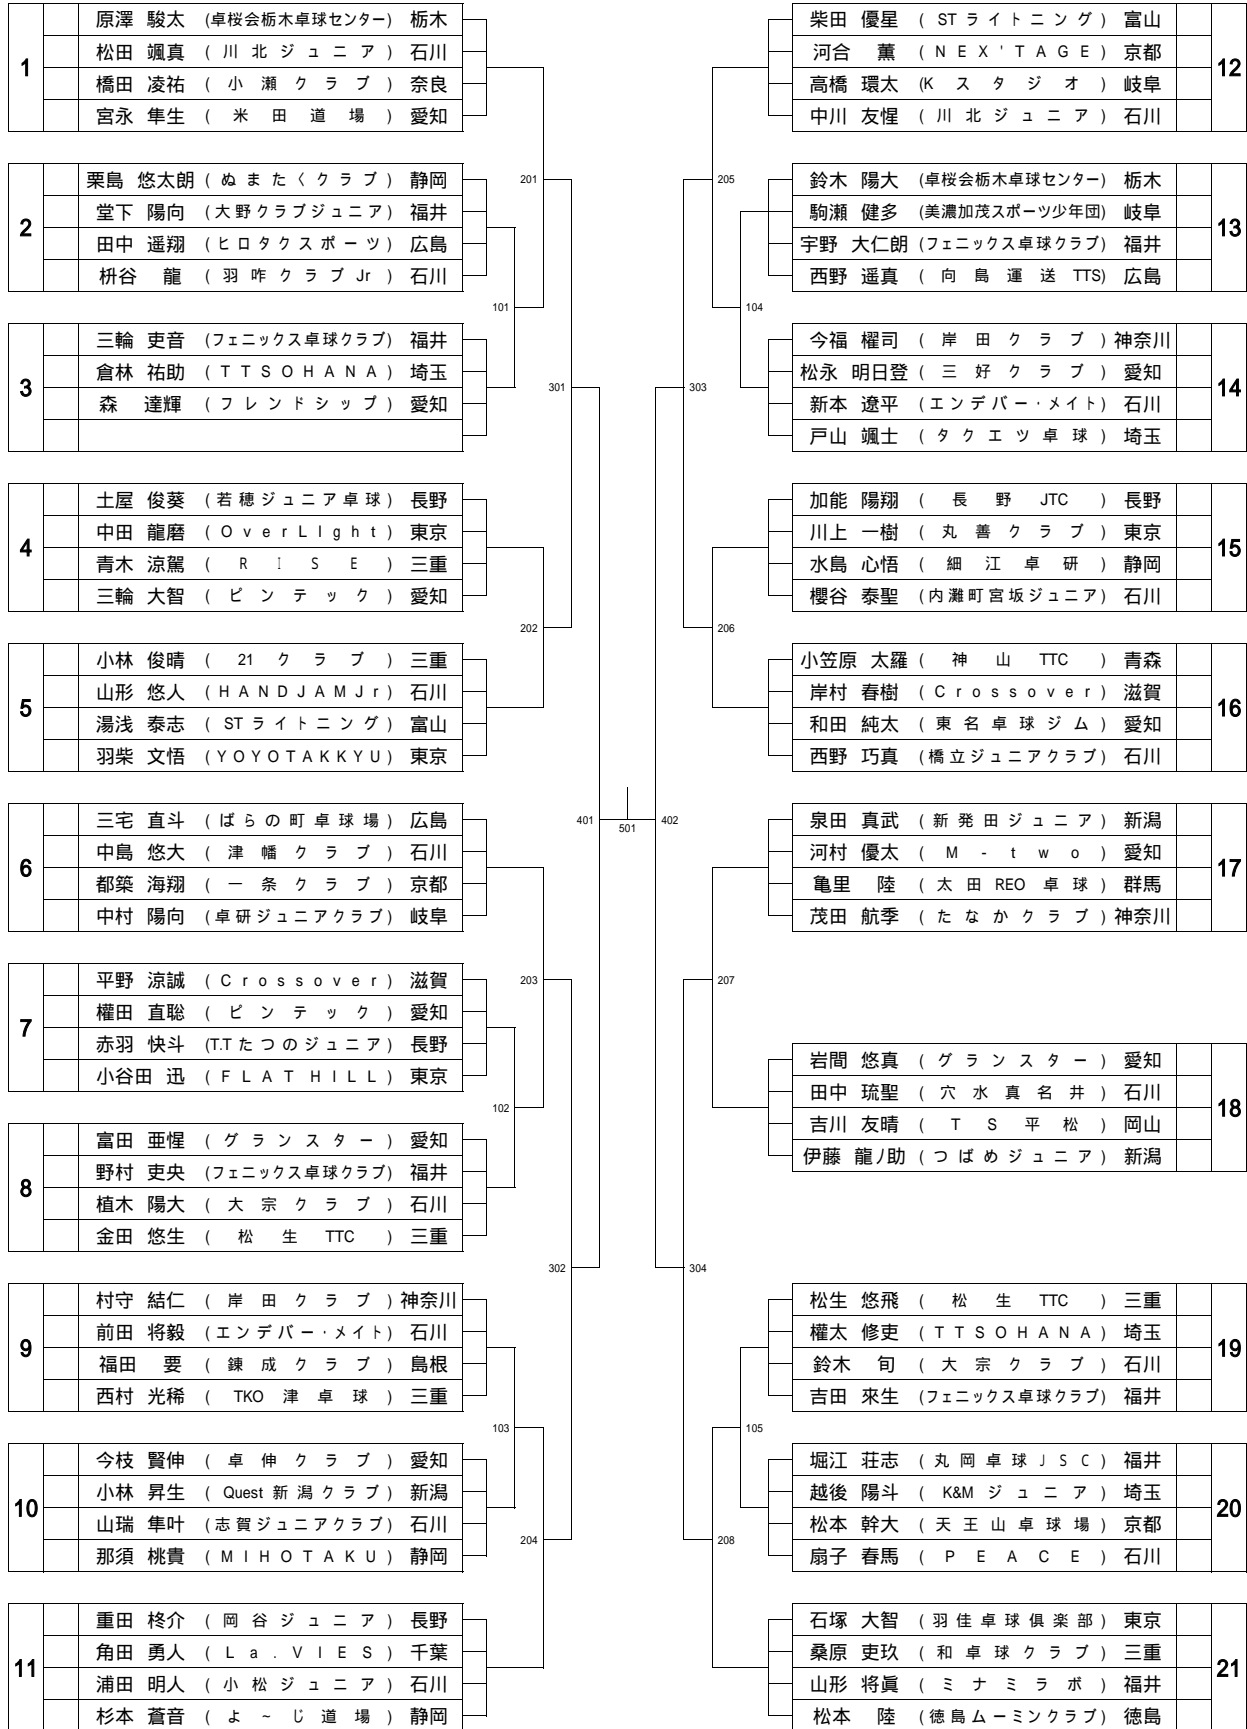 1
原澤 駿太 (卓桜会栃木卓球センター) 栃木
松田 颯真 (川北ジュニア) 石川
橋田 凌祐 (小瀬クラブ) 奈良
宮永 隼生 (米田道場) 愛知
2
栗島 悠太朗 (ぬまたくクラブ) 静岡
堂下 陽向 (大野クラブジュニア) 福井
田中 遥翔 (ヒロタクスポーツ) 広島
枡谷 龍 (羽咋クラブJr) 石川
3
三輪 吏音 (フェニックス卓球クラブ) 福井
倉林 祐助 (TTSOHANA) 埼玉
森 達輝 (フレンドシップ) 愛知
4
土屋 俊葵 (若穂ジュニア卓球) 長野
中田 龍磨 (OverLIght) 東京
青木 涼駕 (RISE) 三重
三輪 大智 (ピンテック) 愛知
5
小林 俊晴 (21クラブ) 三重
山形 悠人 (HANDJAMJr) 石川
湯浅 泰志 (STライトニング) 富山
羽柴 文悟 (YOYOTAKKYU) 東京
6
三宅 直斗 (ばらの町卓球場) 広島
中島 悠大 (津幡クラブ) 石川
都築 海翔 (一条クラブ) 京都
中村 陽向 (卓研ジュニアクラブ) 岐阜
7
平野 涼誠 (Crossover) 滋賀
權田 直聡 (ピンテック) 愛知
赤羽 快斗 (T.Tたつのジュニア) 長野
小谷田 迅 (FLATHILL) 東京
8
富田 亜惺 (グランスター) 愛知
野村 吏央 (フェニックス卓球クラブ) 福井
植木 陽大 (大宗クラブ) 石川
金田 悠生 (松生TTC) 三重
9
村守 結仁 (岸田クラブ) 神奈川
前田 将毅 (エンデバー・メイト) 石川
福田 要 (錬成クラブ) 島根
西村 光稀 (TKO津卓球) 三重
10
今枝 賢伸 (卓伸クラブ) 愛知
小林 昇生 (Quest新潟クラブ) 新潟
山瑞 隼叶 (志賀ジュニアクラブ) 石川
那須 桃貴 (MIHOTAKU) 静岡
11
重田 柊介 (岡谷ジュニア) 長野
角田 勇人 (La.VIES) 千葉
浦田 明人 (小松ジュニア) 石川
杉本 蒼音 (よ~じ道場) 静岡
101
102
103
201
202
203
204
301
302
401
501
402
303
304
205
206
207
208
104
105
柴田 優星 (STライトニング) 富山
河合 薫 (NEX'TAGE) 京都
高橋 環太 (Kスタジオ) 岐阜
中川 友惺 (川北ジュニア) 石川
12
鈴木 陽大 (卓桜会栃木卓球センター) 栃木
駒瀬 健多 (美濃加茂スポーツ少年団) 岐阜
宇野 大仁朗 (フェニックス卓球クラブ) 福井
西野 遥真 (向島運送TTS) 広島
13
今福 櫂司 (岸田クラブ) 神奈川
松永 明日登 (三好クラブ) 愛知
新本 遼平 (エンデバー・メイト) 石川
戸山 颯士 (タクエツ卓球) 埼玉
14
加能 陽翔 (長野JTC) 長野
川上 一樹 (丸善クラブ) 東京
水島 心悟 (細江卓研) 静岡
櫻谷 泰聖 (内灘町宮坂ジュニア) 石川
15
小笠原 太羅 (神山TTC) 青森
岸村 春樹 (Crossover) 滋賀
和田 純太 (東名卓球ジム) 愛知
西野 巧真 (橋立ジュニアクラブ) 石川
16
泉田 真武 (新発田ジュニア) 新潟
河村 優太 (M-two) 愛知
亀里 陸 (太田REO卓球) 群馬
茂田 航季 (たなかクラブ) 神奈川
17
岩間 悠真 (グランスター) 愛知
田中 琉聖 (穴水真名井) 石川
吉川 友晴 (TS平松) 岡山
伊藤 龍ノ助 (つばめジュニア) 新潟
18
松生 悠飛 (松生TTC) 三重
權太 修吏 (TTSOHANA) 埼玉
鈴木 旬 (大宗クラブ) 石川
吉田 來生 (フェニックス卓球クラブ) 福井
19
堀江 荘志 (丸岡卓球JSC) 福井
越後 陽斗 (K&Mジュニア) 埼玉
松本 幹大 (天王山卓球場) 京都
扇子 春馬 (PEACE) 石川
20
石塚 大智 (羽佳卓球倶楽部) 東京
桑原 吏玖 (和卓球クラブ) 三重
山形 将眞 (ミナミラボ) 福井
松本 陸 (徳島ムーミンクラブ) 徳島
21